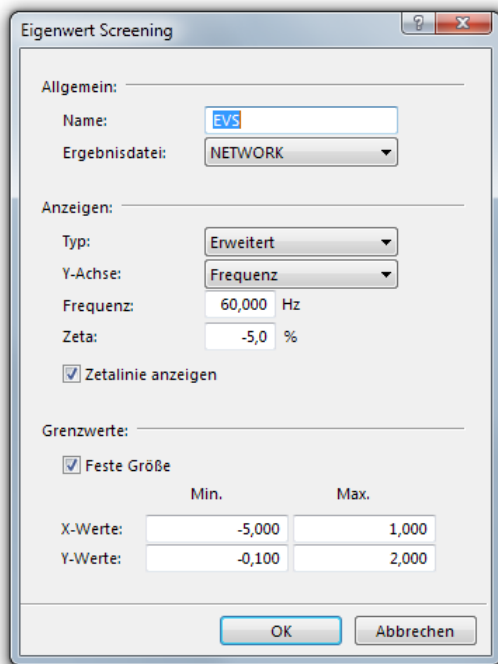 Eigenwert Screening
Allgemein:
Name: EVS
Ergebnisdatei: NETWORK
Anzeigen:
Typ: Erweitert
Y-Achse: Frequenz
Frequenz: 60,000 Hz
Zeta: -5,0 %
Zetalinie anzeigen
Grenzwerte:
Feste Größe
Min. Max.
X-Werte: -5,000 1,000
Y-Werte: -0,100 2,000
OK Abbrechen